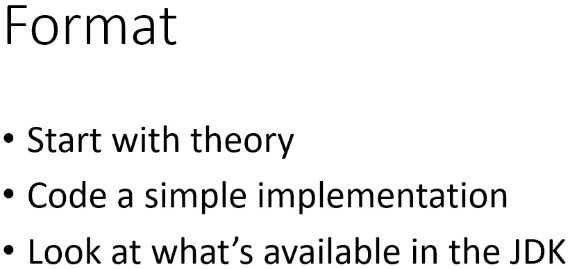 Format
• Start with theory
• Code a simple implementation
• Look at what’s available in the JDK